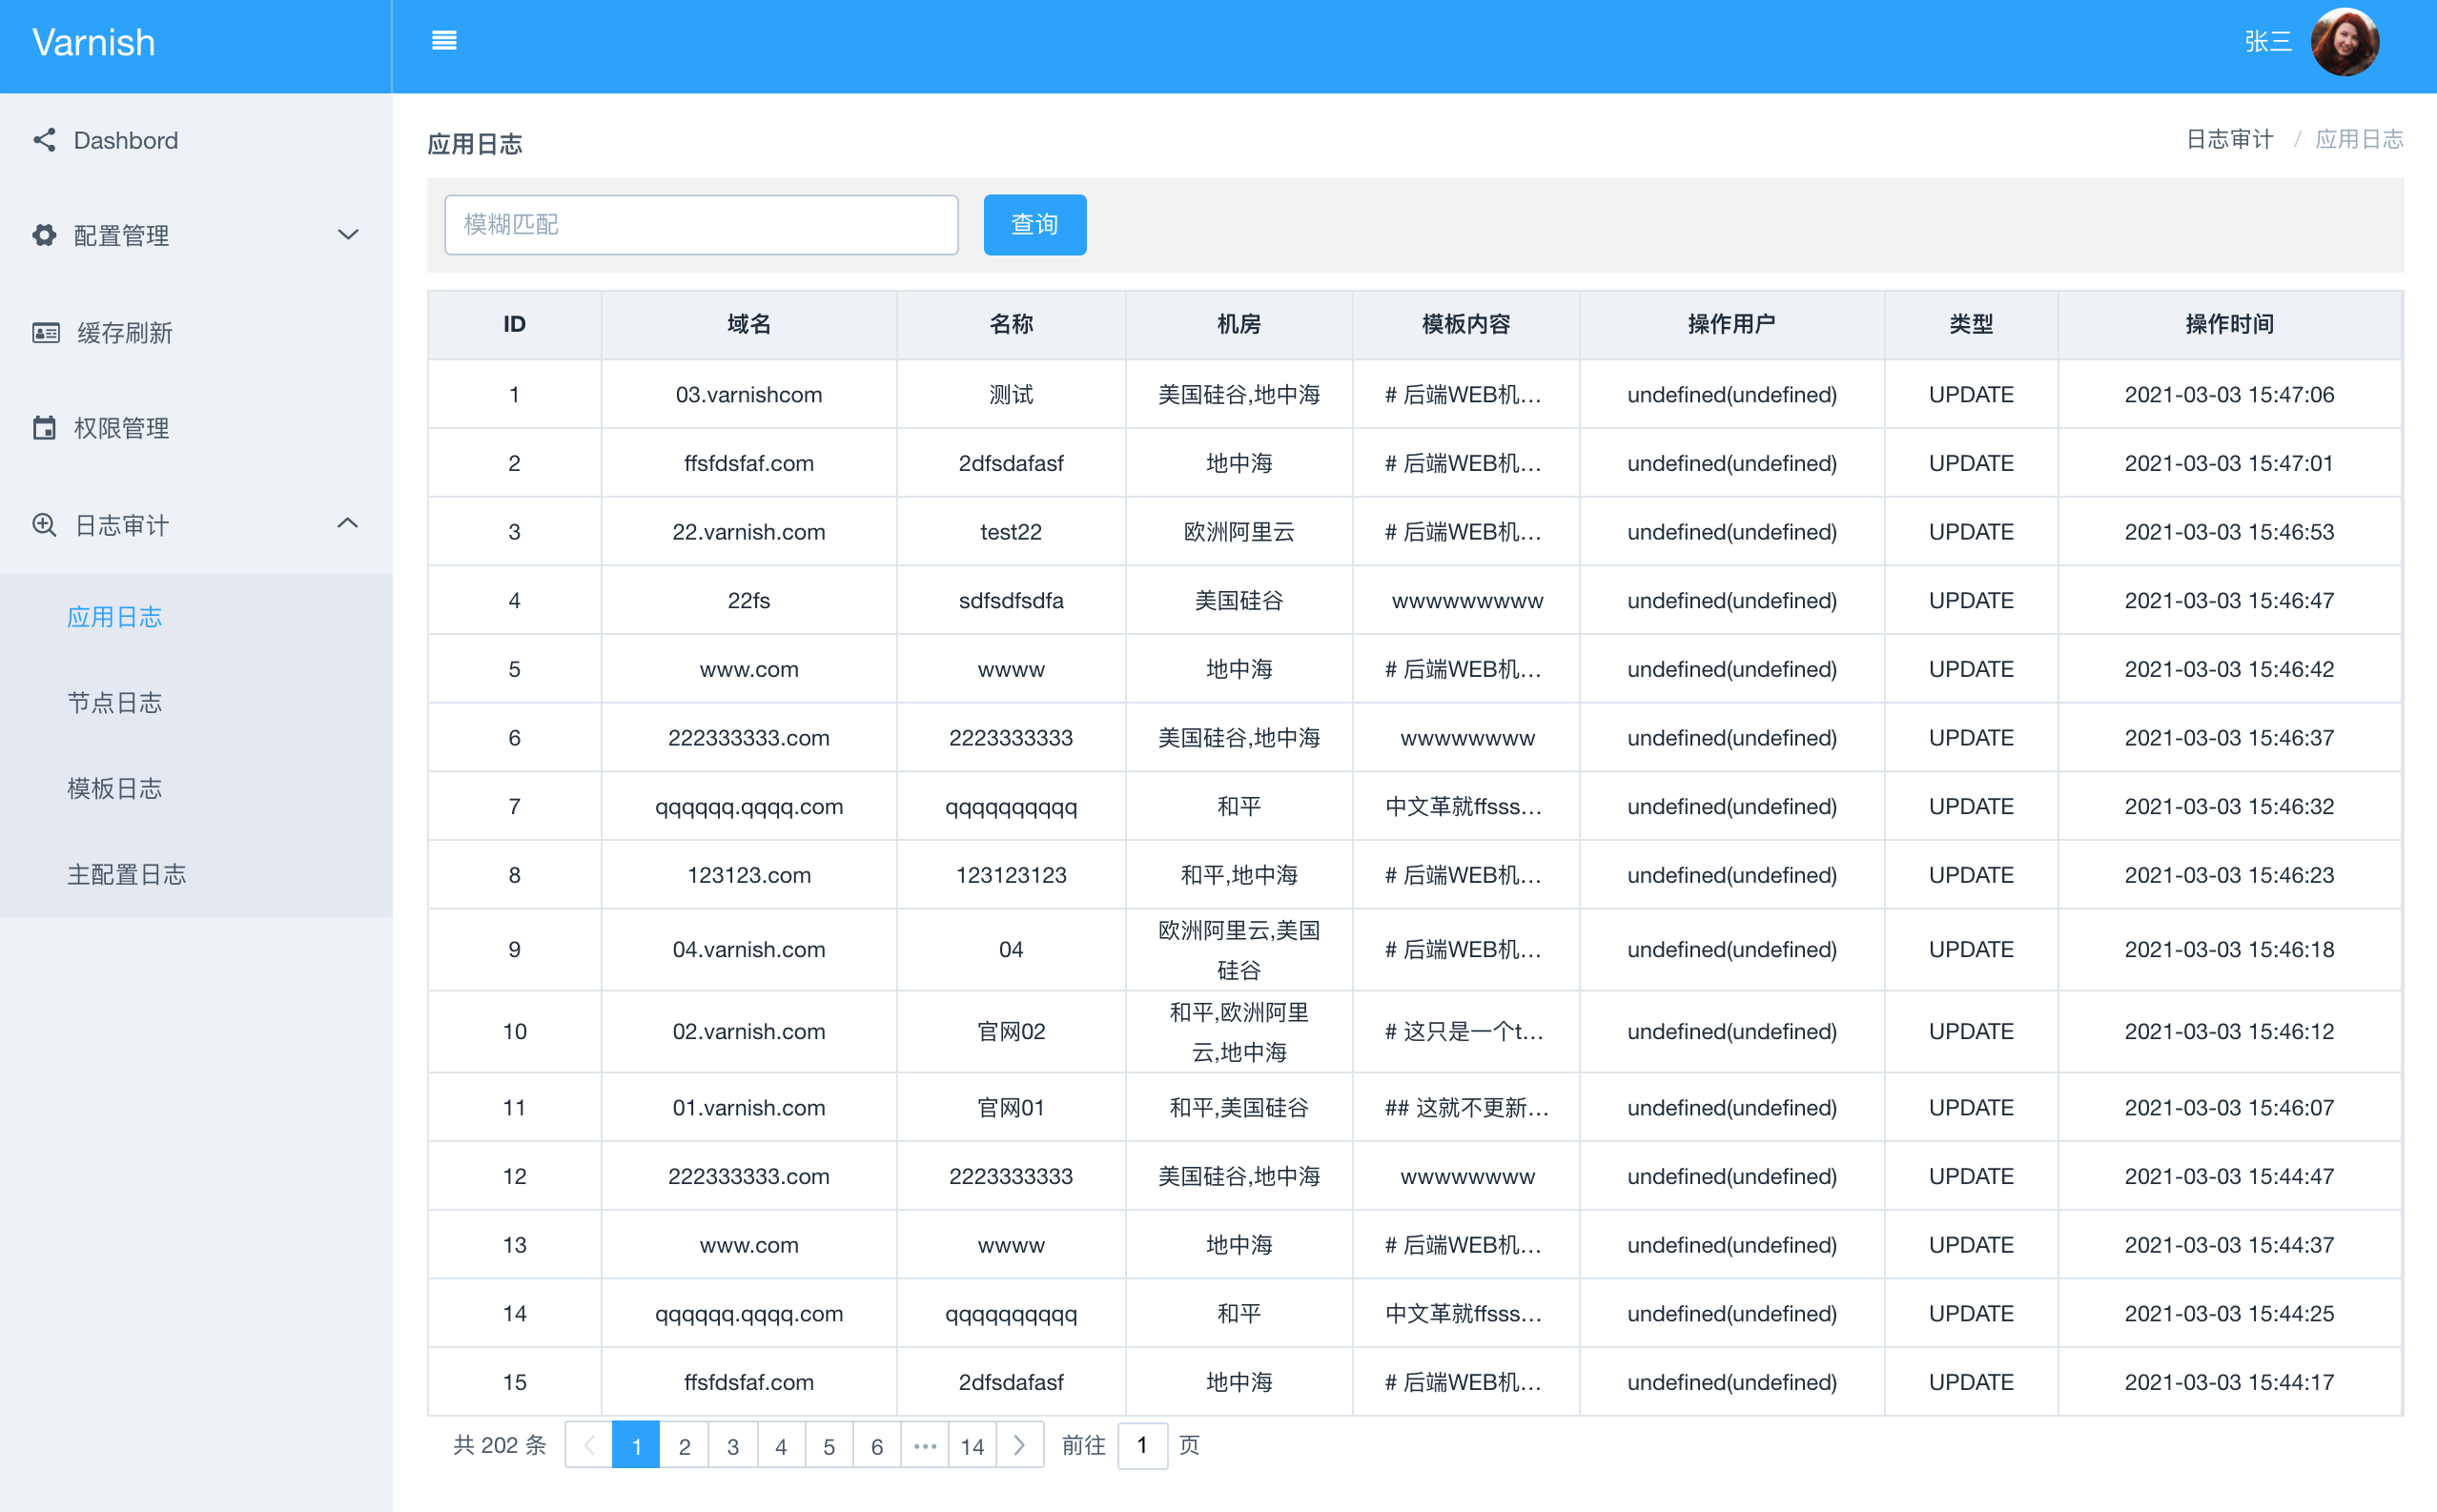 Varnish
张三
Dashbord
配置管理
缓存刷新
权限管理
日志审计
应用日志
节点日志
模板日志
主配置日志
应用日志
日志审计 / 应用日志
模糊匹配
查询
ID 域名 名称 机房 模板内容 操作用户 类型 操作时间
1 03.varnishcom 测试 美国硅谷,地中海 # 后端WEB机... undefined(undefined) UPDATE 2021-03-03 15:47:06
2 ffsfdsfaf.com 2dfsdafasf 地中海 # 后端WEB机... undefined(undefined) UPDATE 2021-03-03 15:47:01
3 22.varnish.com test22 欧洲阿里云 # 后端WEB机... undefined(undefined) UPDATE 2021-03-03 15:46:53
4 22fs sdfsdfsdfa 美国硅谷 wwwwwwwww undefined(undefined) UPDATE 2021-03-03 15:46:47
5 www.com wwww 地中海 # 后端WEB机... undefined(undefined) UPDATE 2021-03-03 15:46:42
6 222333333.com 2223333333 美国硅谷,地中海 wwwwwwww undefined(undefined) UPDATE 2021-03-03 15:46:37
7 qqqqqq.qqqq.com qqqqqqqqqq 和平 中文革就ffsss... undefined(undefined) UPDATE 2021-03-03 15:46:32
8 123123.com 123123123 和平,地中海 # 后端WEB机... undefined(undefined) UPDATE 2021-03-03 15:46:23
9 04.varnish.com 04 欧洲阿里云,美国
硅谷 # 后端WEB机... undefined(undefined) UPDATE 2021-03-03 15:46:18
10 02.varnish.com 官网02 和平,欧洲阿里
云,地中海 # 这只是一个t... undefined(undefined) UPDATE 2021-03-03 15:46:12
11 01.varnish.com 官网01 和平,美国硅谷 ## 这就不更新... undefined(undefined) UPDATE 2021-03-03 15:46:07
12 222333333.com 2223333333 美国硅谷,地中海 wwwwwwww undefined(undefined) UPDATE 2021-03-03 15:44:47
13 www.com wwww 地中海 # 后端WEB机... undefined(undefined) UPDATE 2021-03-03 15:44:37
14 qqqqqq.qqqq.com qqqqqqqqqq 和平 中文革就ffsss... undefined(undefined) UPDATE 2021-03-03 15:44:25
15 ffsfdsfaf.com 2dfsdafasf 地中海 # 后端WEB机... undefined(undefined) UPDATE 2021-03-03 15:44:17
共 202 条 1 2 3 4 5 6 ... 14 前往 1 页